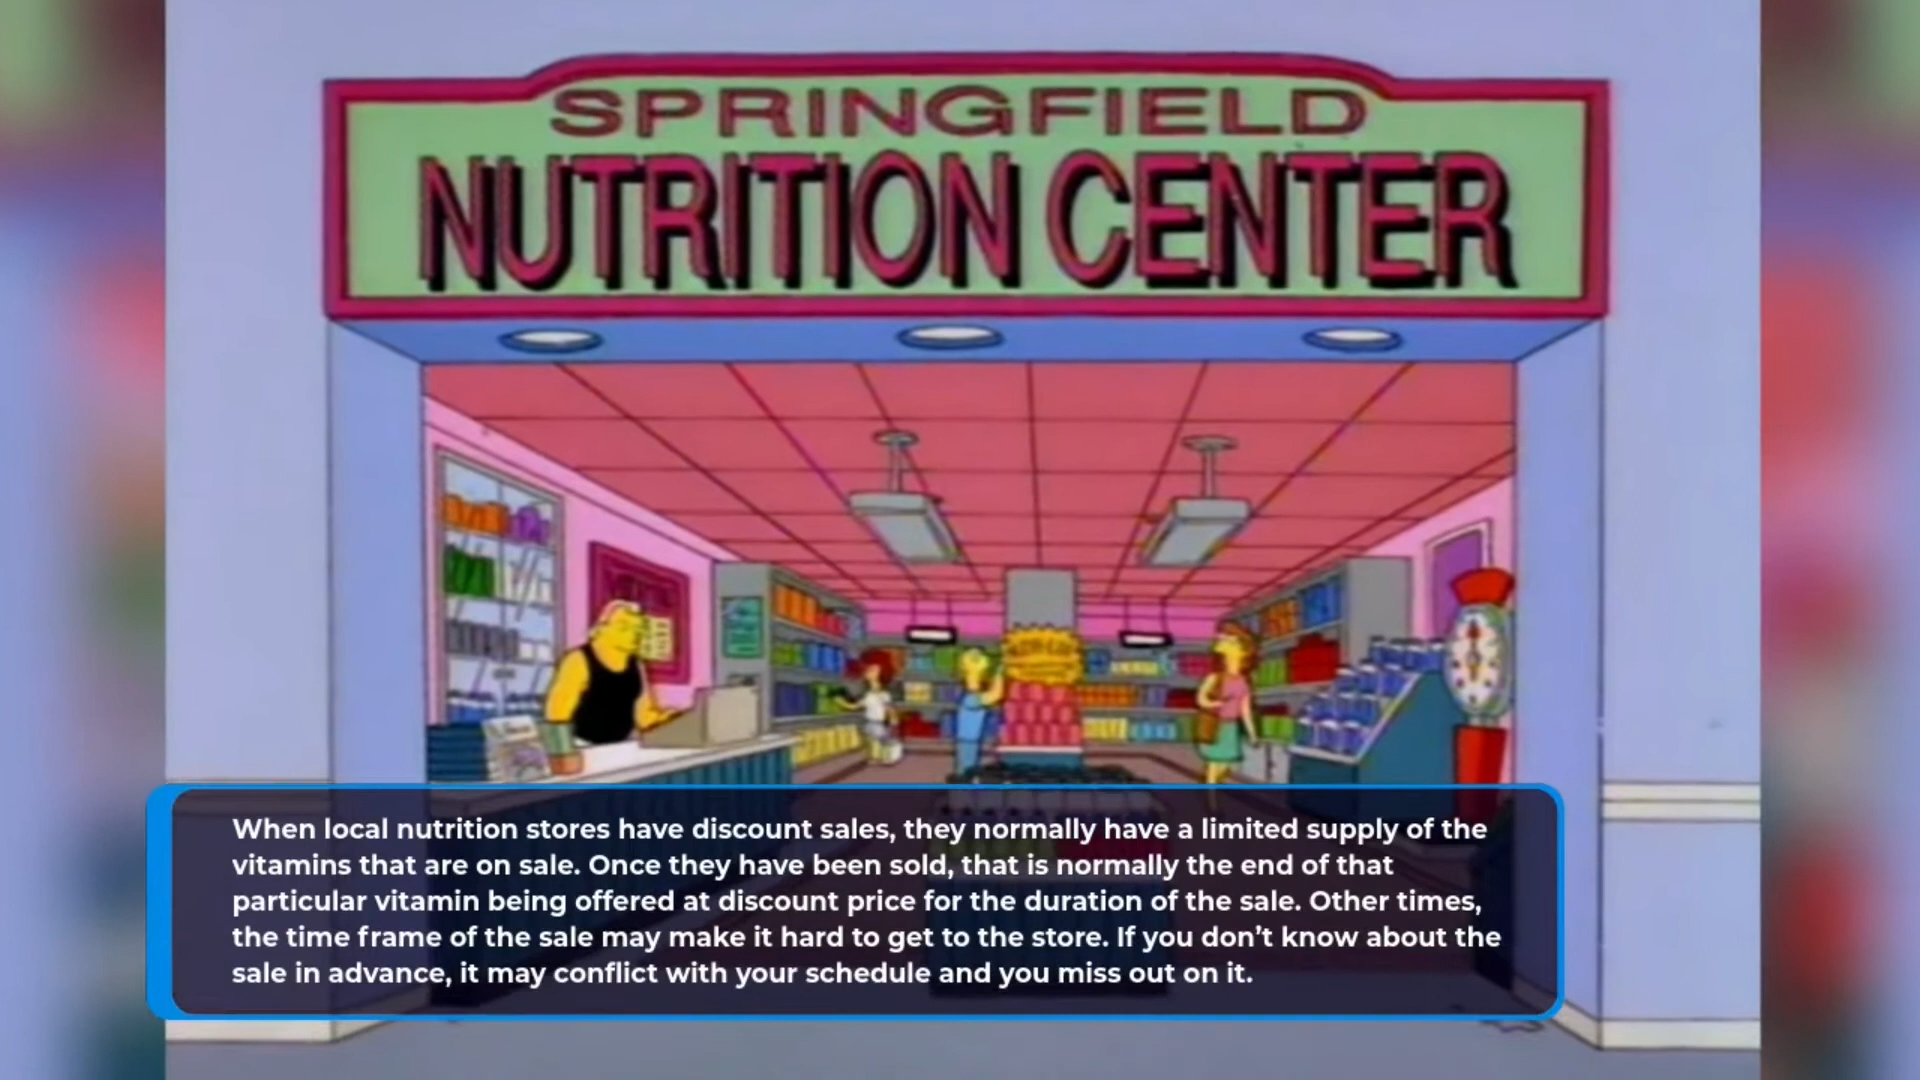 SPRINGFIELD
NUTRITION CENTER
When local nutrition stores have discount sales, they normally have a limited supply of the
vitamins that are on sale. Once they have been sold, that is normally the end of that
particular vitamin being offered at discount price for the duration of the sale. Other times,
the time frame of the sale may make it hard to get to the store. If you don’t know about the
sale in advance, it may conflict with your schedule and you miss out on it.